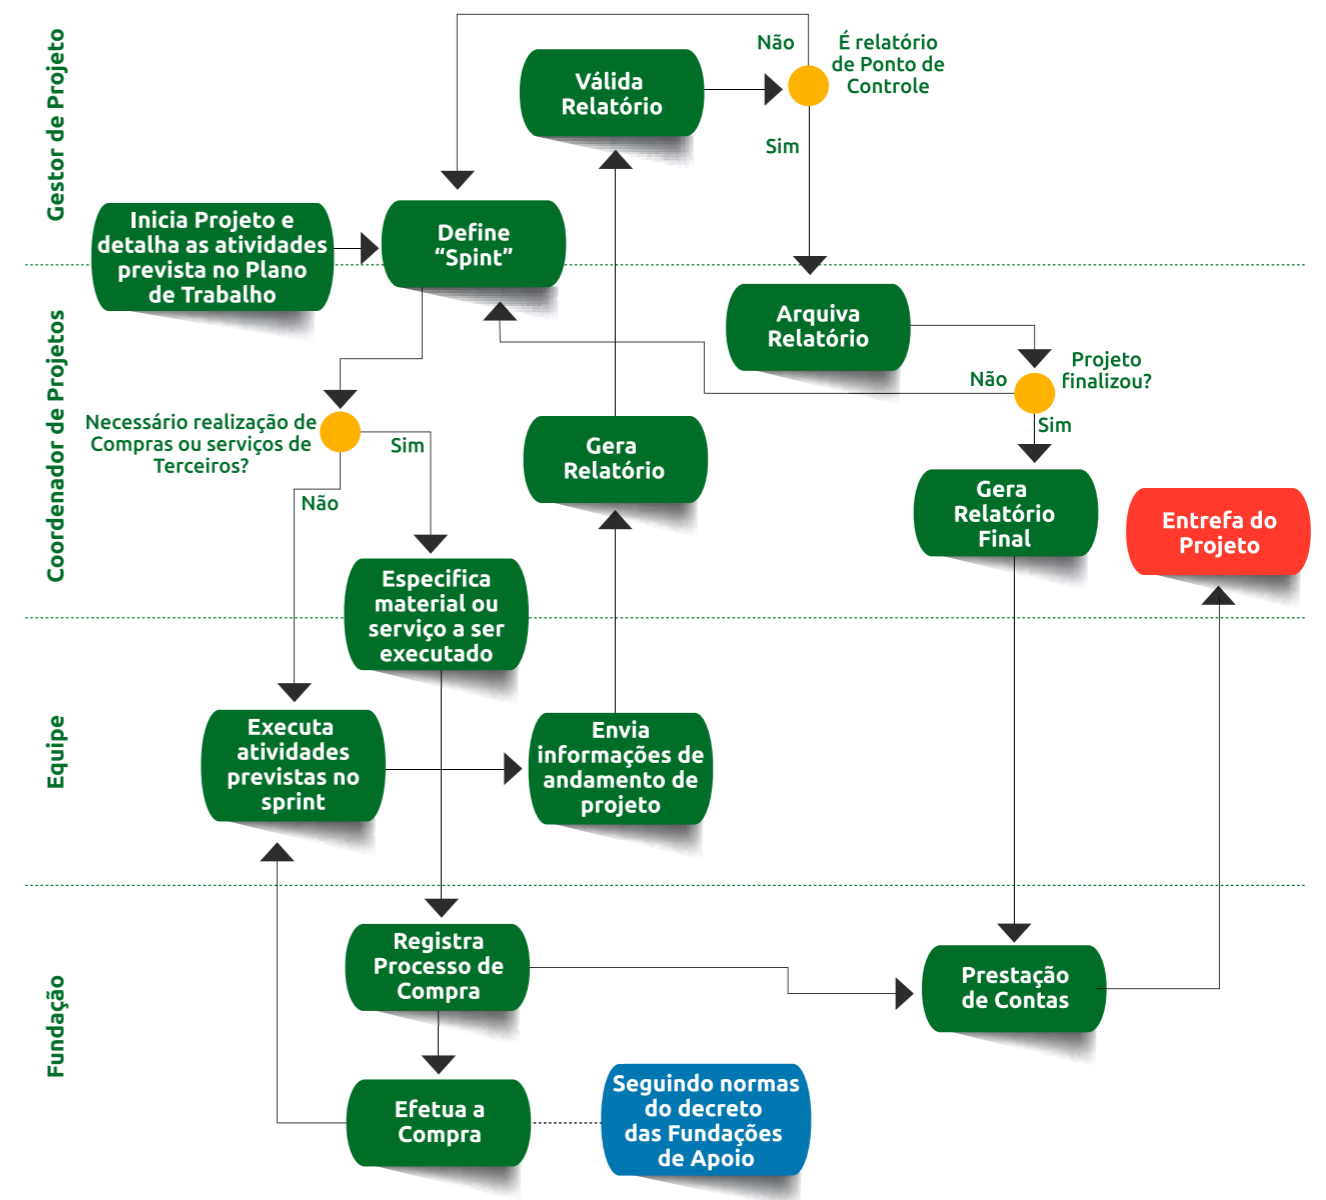 Gestor de Projeto
Não
É relatório
de Ponto de
Controle
Válida
Relatório
Sim
Inicia Projeto e
detalha as atividades
prevista no Plano
de Trabalho
Define
“Spint”
Coordenador de Projetos
Arquiva
Relatório
Projeto
finalizou?
Não
Sim
Necessário realização de
Compras ou serviços de
Terceiros?
Sim
Não
Gera
Relatório
Gera
Relatório
Final
Entrefa do
Projeto
Especifica
material ou
serviço a ser
executado
Equipe
Executa
atividades
previstas no
sprint
Envia
informações de
andamento de
projeto
Fundação
Registra
Processo de
Compra
Prestação
de Contas
Efetua a
Compra
Seguindo normas
do decreto
das Fundações
de Apoio